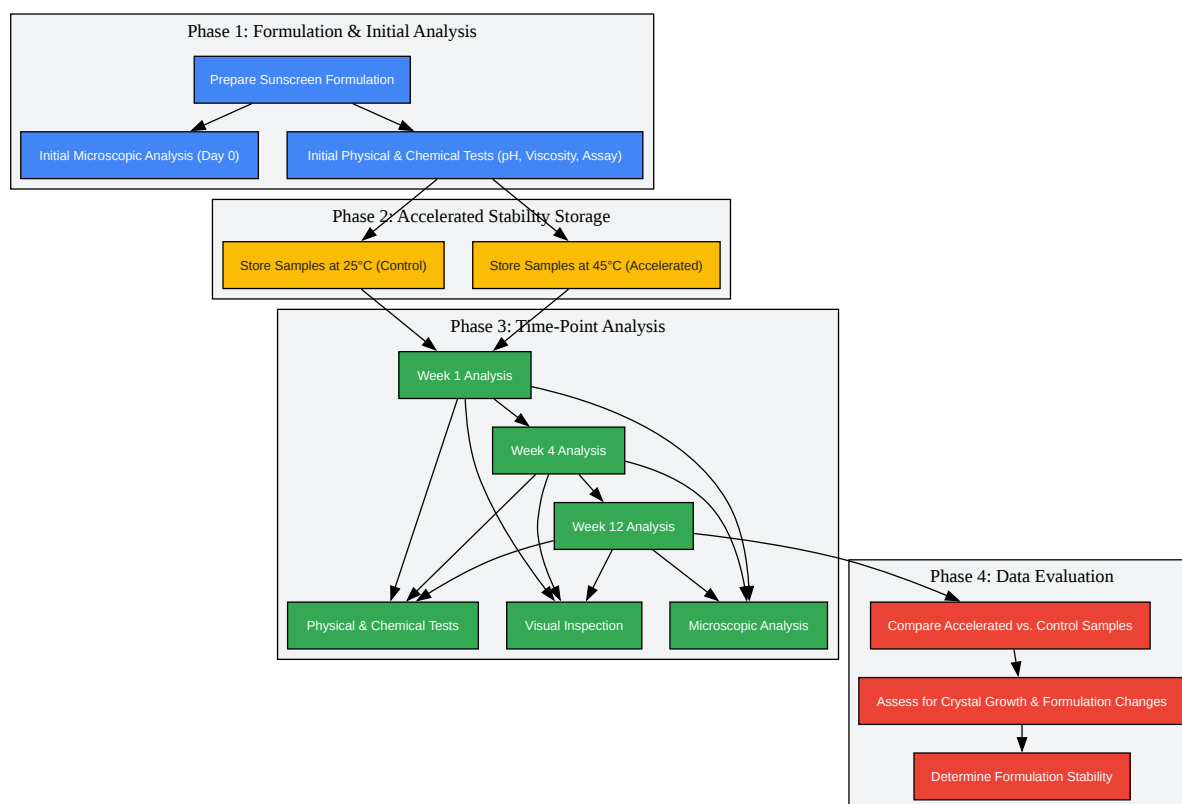 Phase 1: Formulation & Initial Analysis
Prepare Sunscreen Formulation
Initial Microscopic Analysis (Day 0)
Initial Physical & Chemical Tests (pH, Viscosity, Assay)
Phase 2: Accelerated Stability Storage
Store Samples at 25°C (Control)
Store Samples at 45°C (Accelerated)
Phase 3: Time-Point Analysis
Week 1 Analysis
Week 4 Analysis
Week 12 Analysis
Physical & Chemical Tests
Visual Inspection
Microscopic Analysis
Phase 4: Data Evaluation
Compare Accelerated vs. Control Samples
Assess for Crystal Growth & Formulation Changes
Determine Formulation Stability